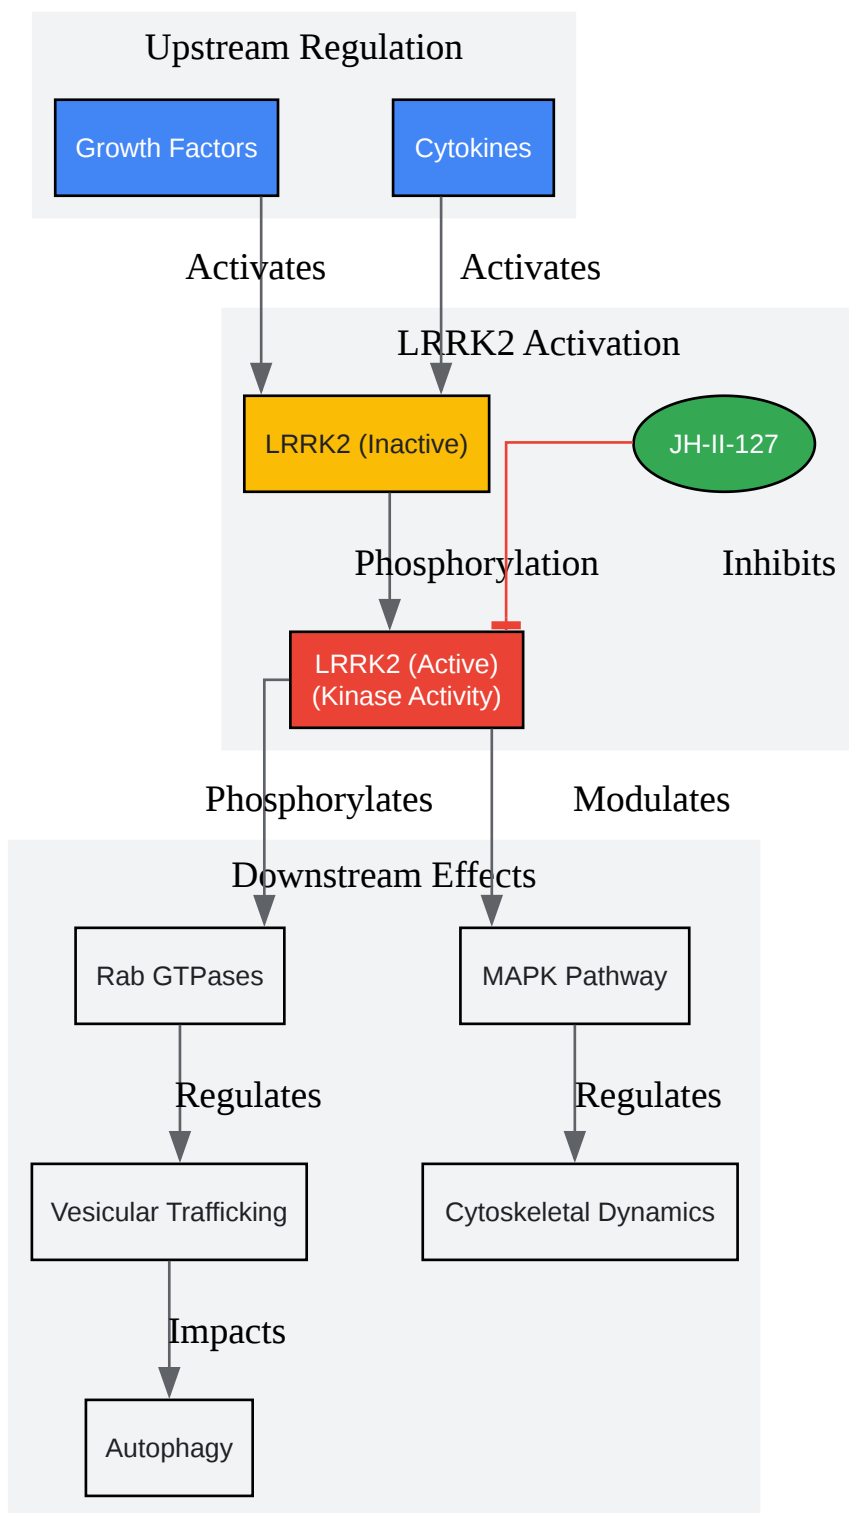 Upstream Regulation
Growth Factors
Cytokines
Activates
Activates
LRRK2 Activation
LRRK2 (Inactive)
JH-II-127
Phosphorylation
Inhibits
LRRK2 (Active)
(Kinase Activity)
Phosphorylates
Modulates
Downstream Effects
Rab GTPases
MAPK Pathway
Regulates
Regulates
Vesicular Trafficking
Cytoskeletal Dynamics
Impacts
Autophagy